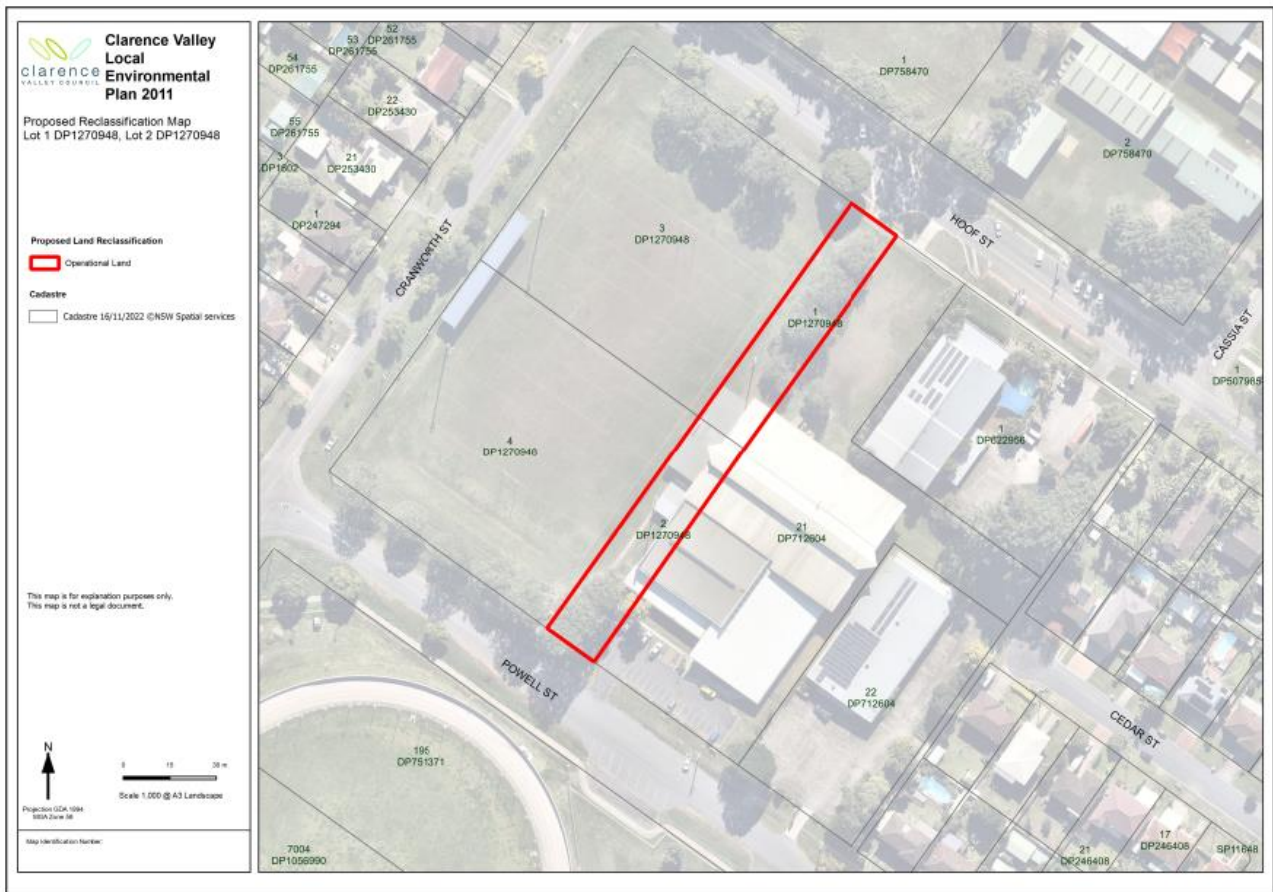 clarence
VALLEY COUNCIL
Clarence Valley
Local
Environmental
Plan 2011
Proposed Reclassification Map
Lot 1 DP1270948, Lot 2 DP1270948
Proposed Land Reclassification
Operational Land
Cadastre
Cadastre 16/11/2022 ©NSW Spatial services
This map is for explanation purposes only.
This map is not a legal document.
N
0 15 30 m
Scale 1,000 @ A3 Landscape
Projection GDA 1994
MGA Zone 56
Map Identification Number:
52
DP261755
53
DP261755
54
DP261755
22
DP253430
55
DP261755
21
DP253430
3
DP1602
1
DP247294
CRANWORTH ST
1
DP758470
2
DP758470
3
DP1270948
HOOF ST
1
DP1270948
CASSIA ST
1
DP507985
4
DP1270948
1
DP622956
2
DP1270948
21
DP712604
POWELL ST
22
DP712604
CEDAR ST
195
DP751371
7004
DP1056990
21
DP246408
17
DP246408
SP11648